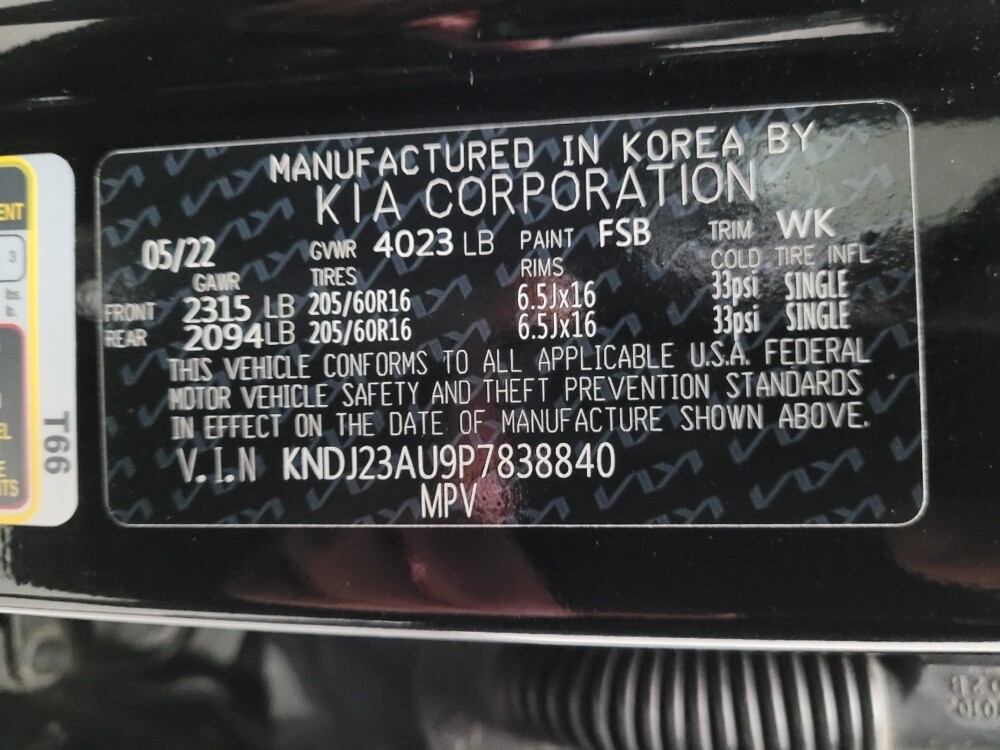 MANUFACTURED IN KOREA BY
KIA CORPORATION
05/22 GVWR 4023 LB PAINT FSB TRIM WK
GAWR TIRES RIMS COLD TIRE INFL
FRONT 2315 LB 205/60R16 6.5Jx16 33psi SINGLE
REAR 2094LB 205/60R16 6.5Jx16 33psi SINGLE
THIS VEHICLE CONFORMS TO ALL APPLICABLE U.S.A. FEDERAL
MOTOR VEHICLE SAFETY AND THEFT PREVENTION STANDARDS
IN EFFECT ON THE DATE OF MANUFACTURE SHOWN ABOVE.
V.I.N KNDJ23AU9P7838840
MPV
3
lbs.
lb.
T66